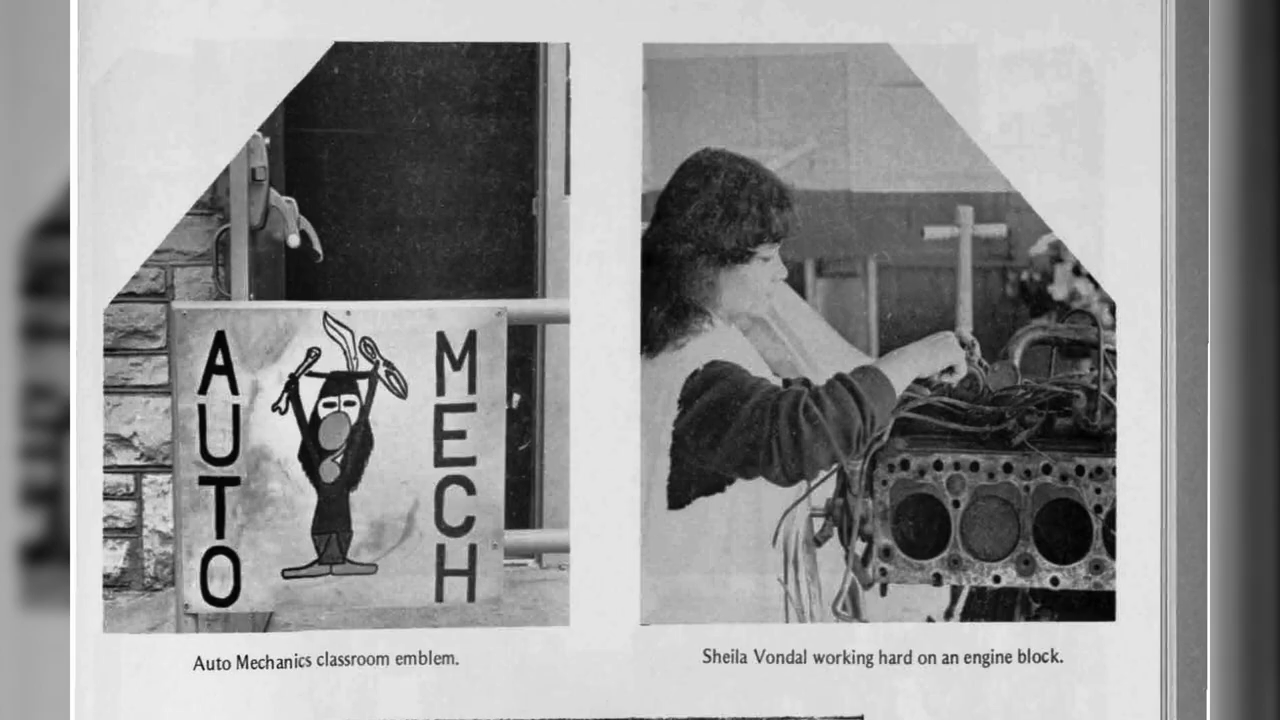 AUTO
MECH
Auto Mechanics classroom emblem.
Sheila Vondal working hard on an engine block.